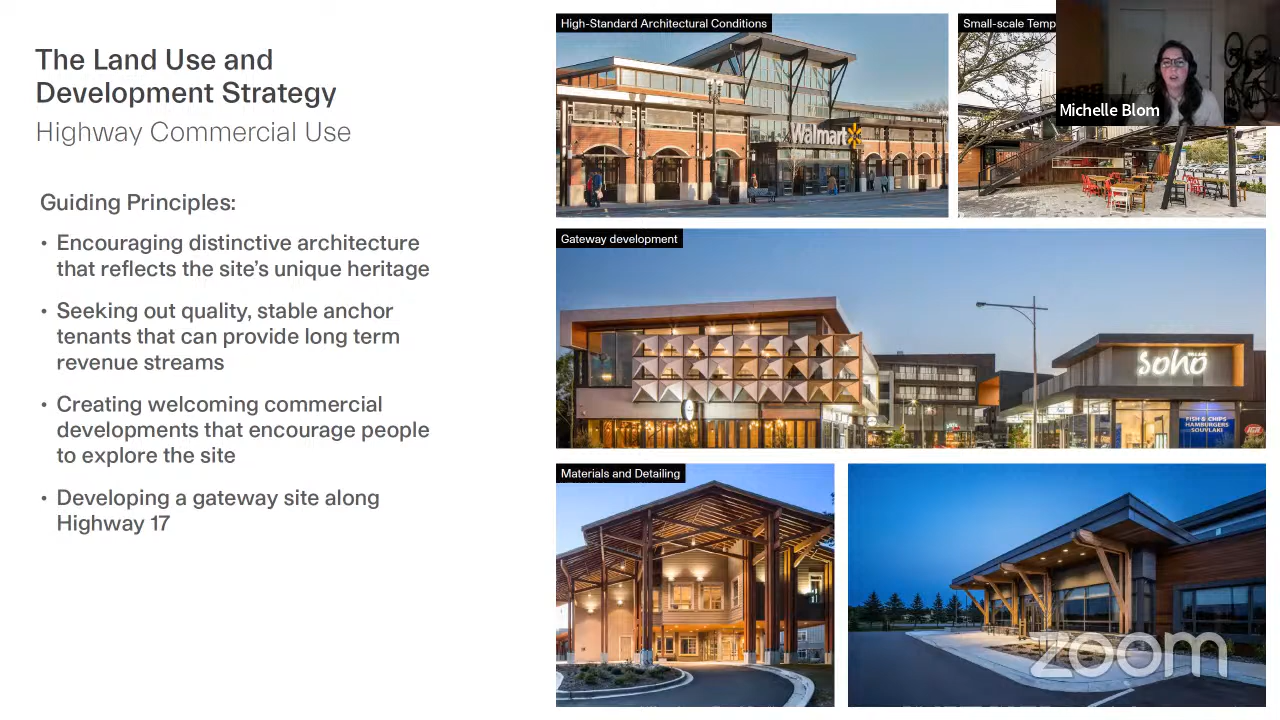 The Land Use and
Development Strategy
Highway Commercial Use
Guiding Principles:
• Encouraging distinctive architecture
that reflects the site's unique heritage
• Seeking out quality, stable anchor
tenants that can provide long term
revenue streams
• Creating welcoming commercial
developments that encourage people
to explore the site
• Developing a gateway site along
Highway 17
High-Standard Architectural Conditions
Walmart
Small-scale Temp
Michelle Blom
Gateway development
soho
VILLAGE
FISH & CHIPS
HAMBURGERS
SOUVLAKI
IGA
Materials and Detailing
zoom